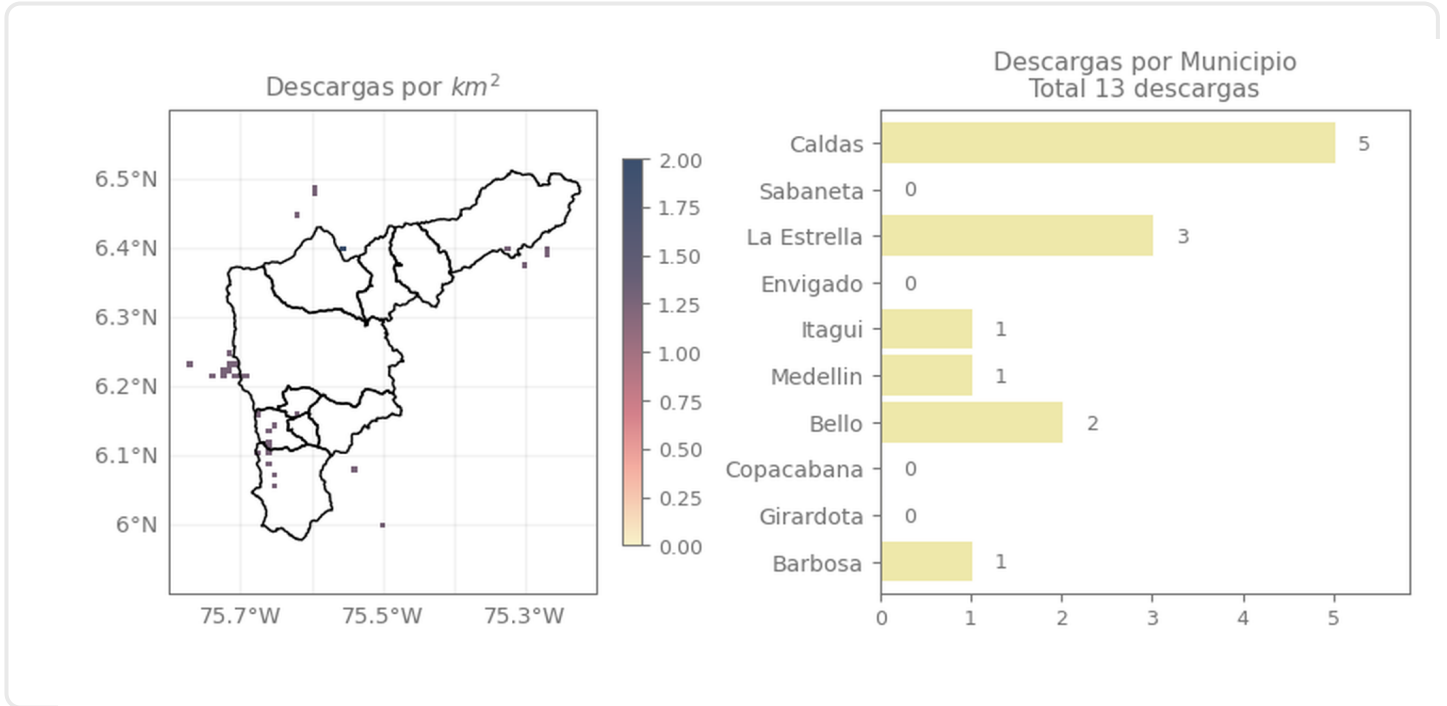 Descargas por km²
6.5°N
6.4°N
6.3°N
6.2°N
6.1°N
6°N
75.7°W 75.5°W 75.3°W
2.00
1.75
1.50
1.25
1.00
0.75
0.50
0.25
0.00
Descargas por Municipio
Total 13 descargas
Caldas 5
Sabaneta 0
La Estrella 3
Envigado 0
Itagui 1
Medellin 1
Bello 2
Copacabana 0
Girardota 0
Barbosa 1
0 1 2 3 4 5